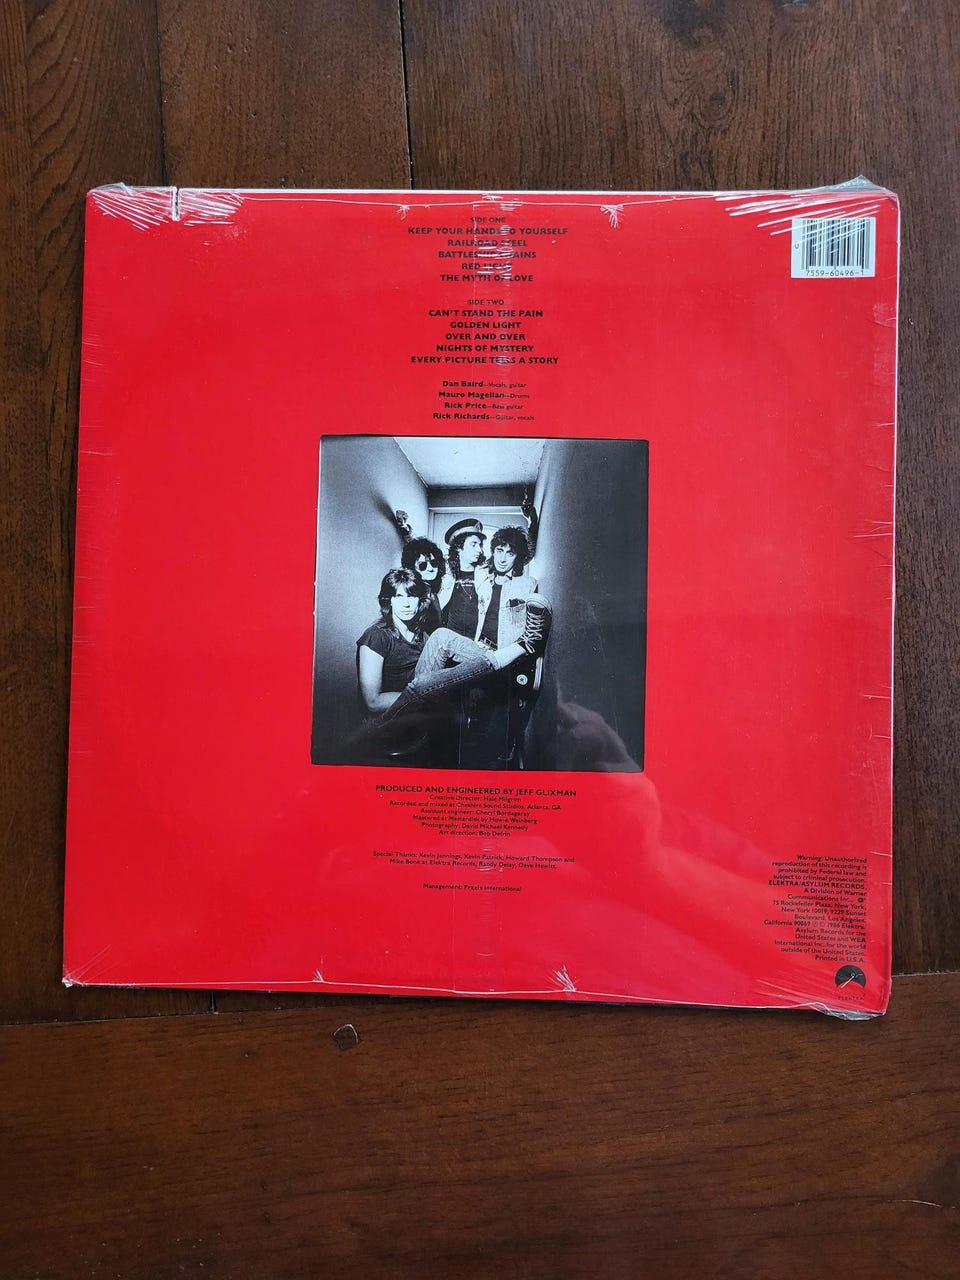 SIDE ONE
KEEP YOUR HANDS TO YOURSELF
RAILROAD STEEL
BATTLESHIP CHAINS
RED LIGHT
THE MYTH OF LOVE
SIDE TWO
CAN'T STAND THE PAIN
GOLDEN LIGHT
OVER AND OVER
NIGHTS OF MYSTERY
EVERY PICTURE TELLS A STORY
Dan Baird—Vocals, guitar
Mauro Magellan—Drums
Rick Price—Bass guitar
Rick Richards—Guitar, vocals
7559-60496-1
PRODUCED AND ENGINEERED BY JEFF GLIXMAN
Creative Director: Hale Milgrim
Recorded and mixed at Cheshire Sound Studios, Atlanta, GA
Assistant engineer: Cheryl Bordagaray
Mastered at Masterdisk by Howie Weinberg
Photography: David Michael Kennedy
Art direction: Bob Defrin
Special Thanks: Kevin Jennings, Kevin Patrick, Howard Thompson and
Mike Bone at Elektra Records, Randy Delay, Dave Hewitt.
Management: Praxis International
Warning: Unauthorized
reproduction of this recording is
prohibited by Federal law and
subject to criminal prosecution.
ELEKTRA/ASYLUM RECORDS,
A Division of Warner
Communications Inc.,
75 Rockefeller Plaza, New York,
New York 10019, 9229 Sunset
Boulevard, Los Angeles,
California 90069 ℗ © 1986 Elektra/
Asylum Records for the
United States and WEA
International Inc. for the world
outside of the United States.
Printed in U.S.A.
ELEKTRA